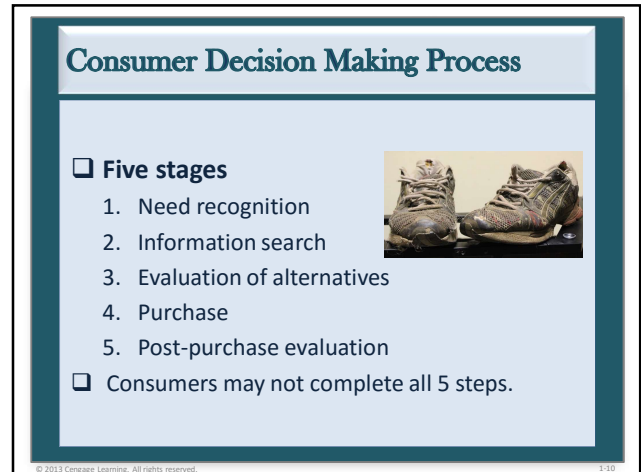 Consumer Decision Making Process
❑ Five stages
1. Need recognition
2. Information search
3. Evaluation of alternatives
4. Purchase
5. Post-purchase evaluation
❑ Consumers may not complete all 5 steps.
© 2013 Cengage Learning. All rights reserved.
1-10